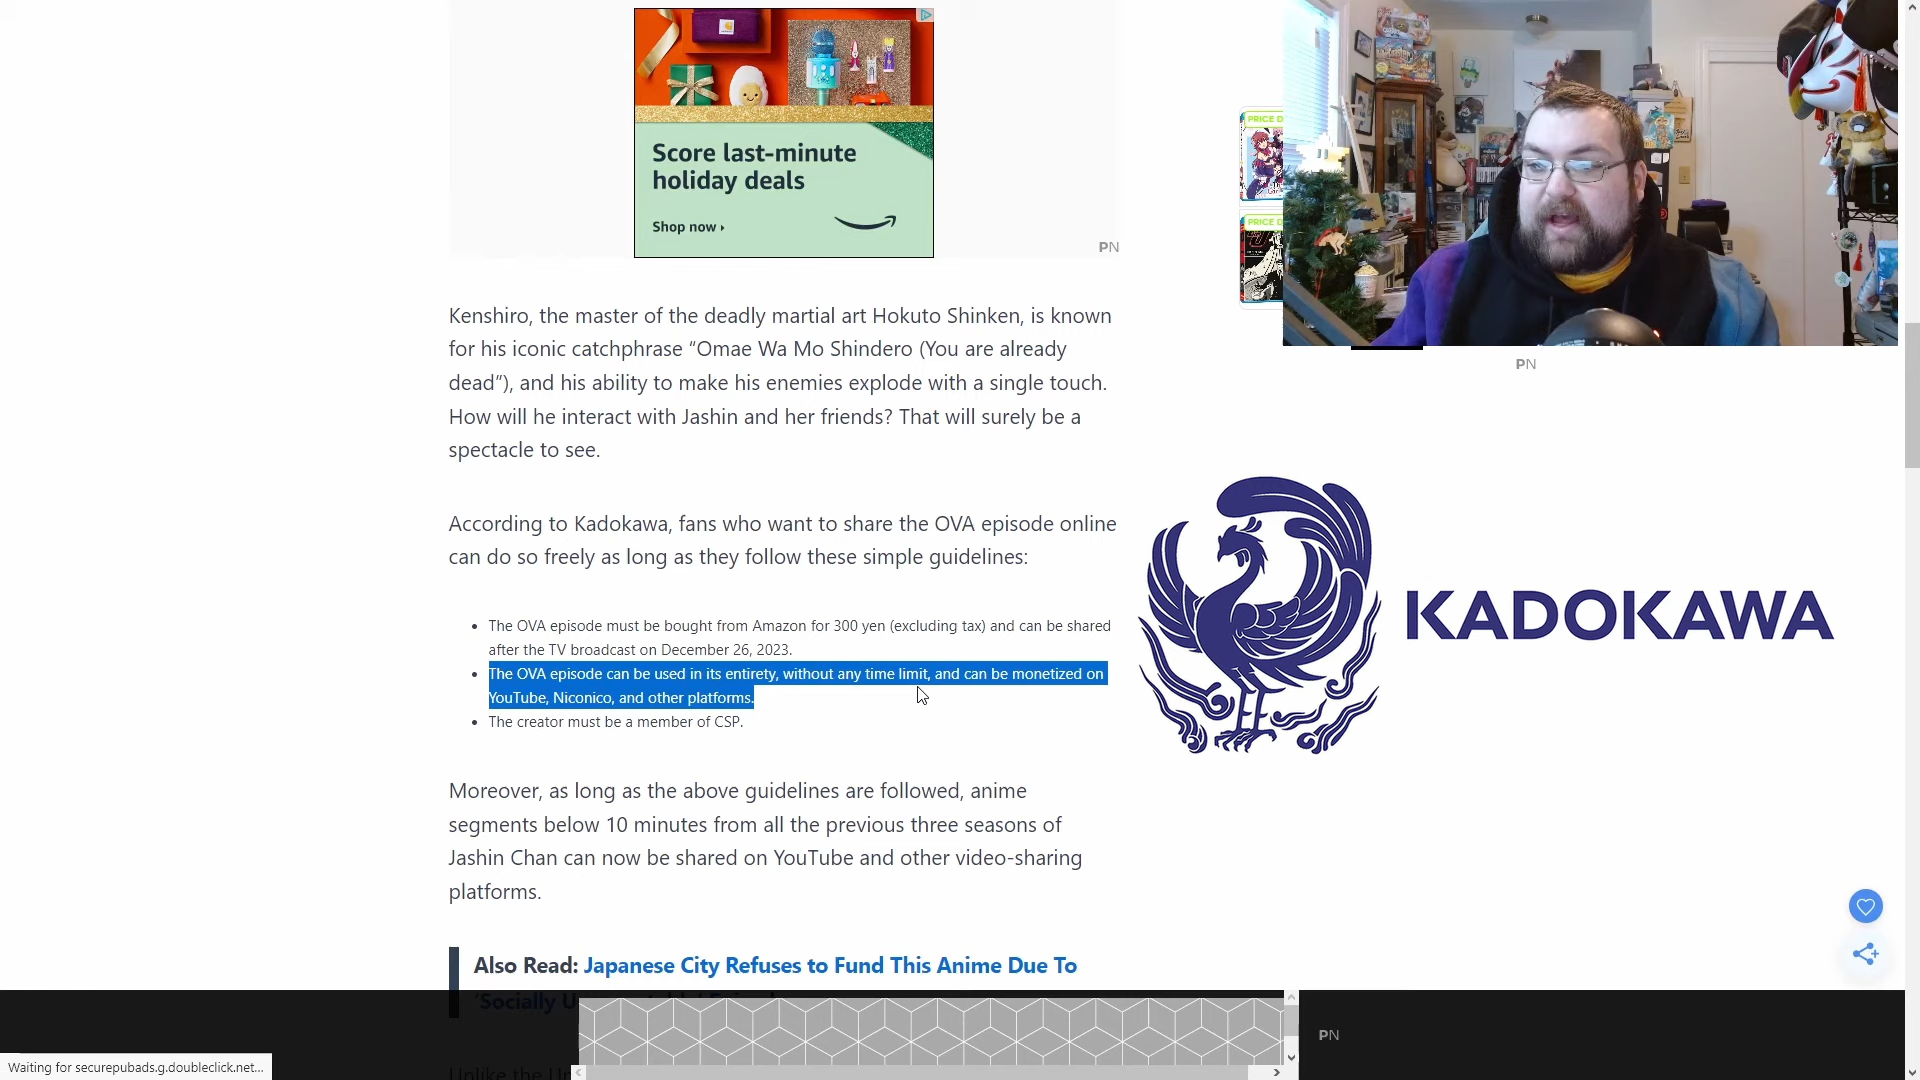 Score last-minute
holiday deals
Shop now
PN
PRICE D
PRICE D
PN
Kenshiro, the master of the deadly martial art Hokuto Shinken, is known
for his iconic catchphrase “Omae Wa Mo Shindero (You are already
dead”), and his ability to make his enemies explode with a single touch.
How will he interact with Jashin and her friends? That will surely be a
spectacle to see.
According to Kadokawa, fans who want to share the OVA episode online
can do so freely as long as they follow these simple guidelines:
KADOKAWA
• The OVA episode must be bought from Amazon for 300 yen (excluding tax) and can be shared
after the TV broadcast on December 26, 2023.
• The OVA episode can be used in its entirety, without any time limit, and can be monetized on
YouTube, Niconico, and other platforms.
• The creator must be a member of CSP.
Moreover, as long as the above guidelines are followed, anime
segments below 10 minutes from all the previous three seasons of
Jashin Chan can now be shared on YouTube and other video-sharing
platforms.
Also Read: Japanese City Refuses to Fund This Anime Due To
PN
Waiting for securepubads.g.doubleclick.net...
Unlike the